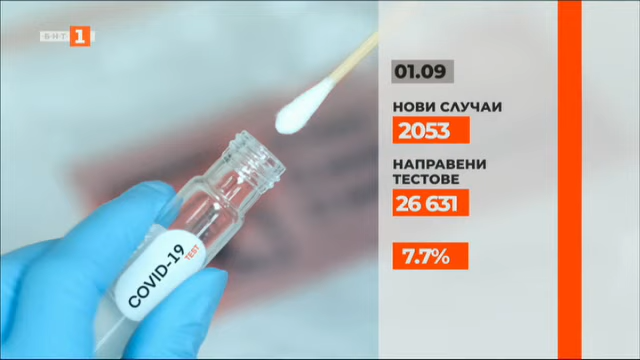 БНТ 1
01.09
НОВИ СЛУЧАИ
2053
НАПРАВЕНИ
ТЕСТОВЕ
26 631
7.7%
COVID-19
TEST